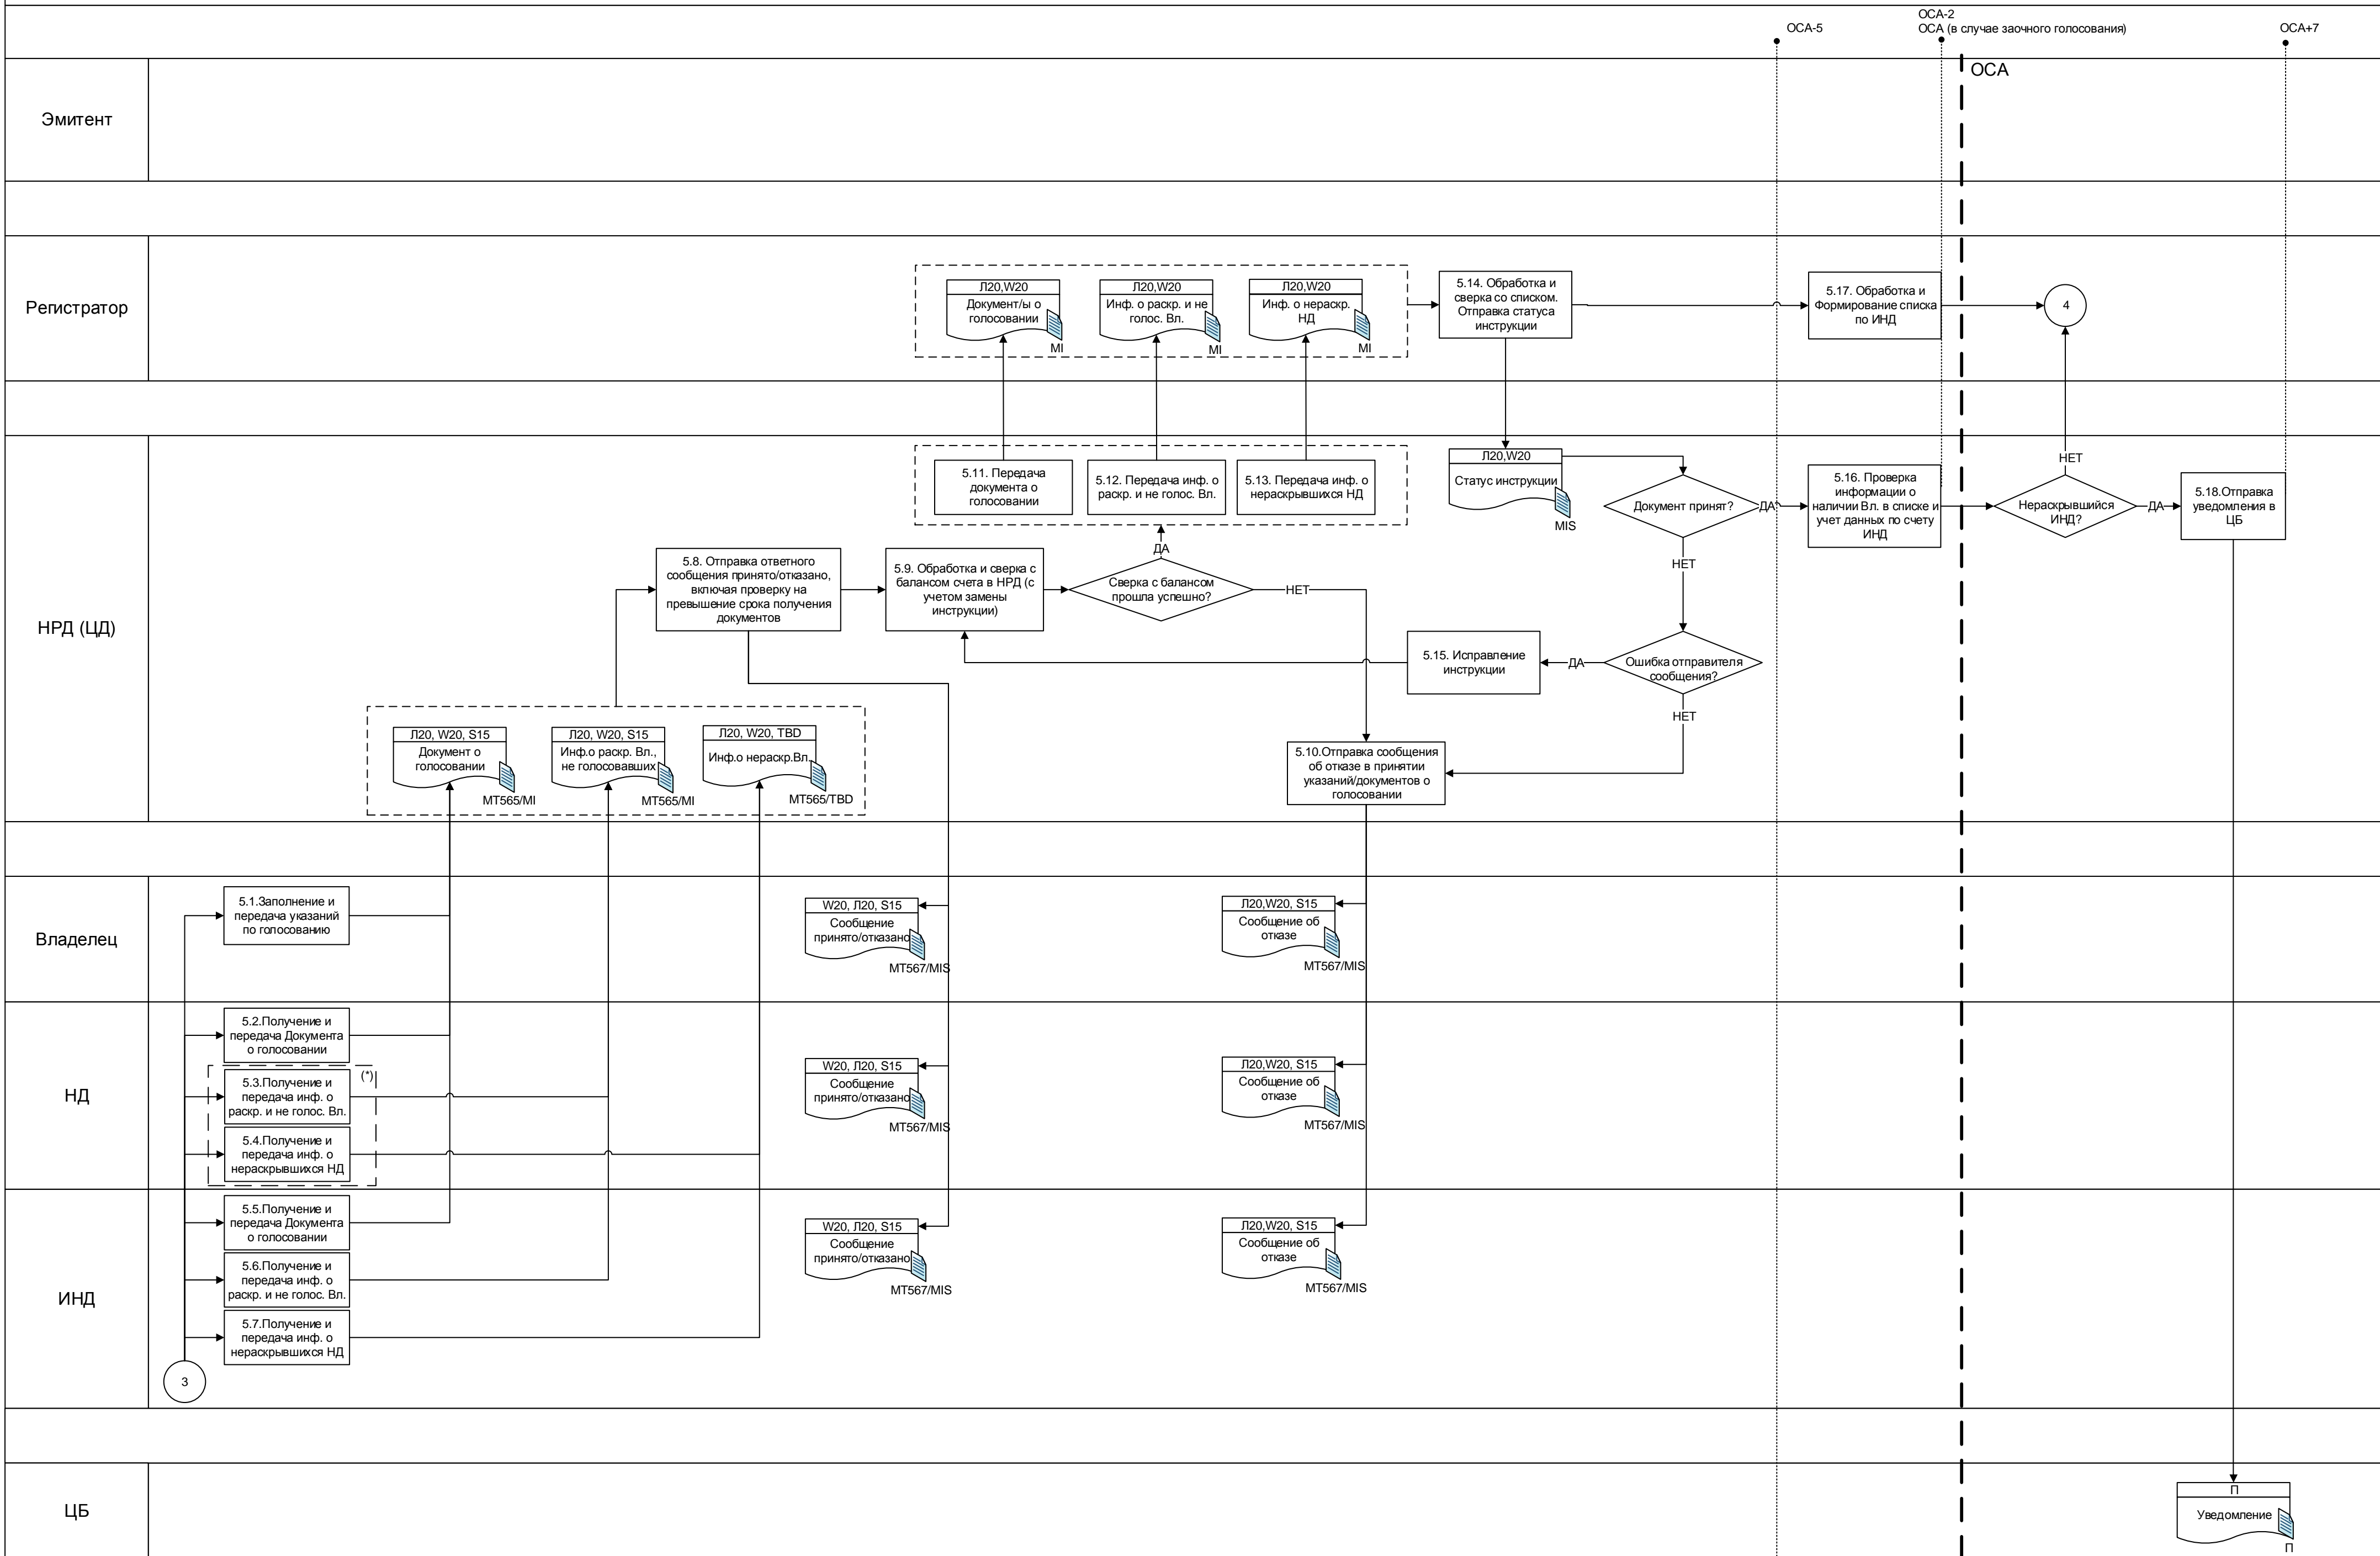 ОСА-5
ОСА-2
ОСА (в случае заочного голосования)
ОСА+7
ОСА
Эмитент
Регистратор
Л20,W20
Документ/ы о
голосовании
MI
Л20,W20
Инф. о раскр. и не
голос. Вл.
MI
Л20,W20
Инф. о нераскр.
НД
MI
5.14. Обработка и
сверка со списком.
Отправка статуса
инструкции
5.17. Обработка и
Формирование списка
по ИНД
4
НРД (ЦД)
5.11. Передача
документа о
голосовании
5.12. Передача инф. о
раскр. и не голос. Вл.
5.13. Передача инф. о
нераскрывшихся НД
Л20,W20
Статус инструкции
MIS
Документ принят?
ДА
НЕТ
5.16. Проверка
информации о
наличии Вл. в списке и
учет данных по счету
ИНД
Нераскрывшийся
ИНД?
НЕТ
ДА
5.18.Отправка
уведомления в
ЦБ
5.8. Отправка ответного
сообщения принято/отказано,
включая проверку на
превышение срока получения
документов
5.9. Обработка и сверка с
балансом счета в НРД (с
учетом замены
инструкции)
ДА
Сверка с балансом
прошла успешно?
НЕТ
5.15. Исправление
инструкции
ДА
Ошибка отправителя
сообщения?
НЕТ
Л20, W20, S15
Документ о
голосовании
MT565/MI
Л20, W20, S15
Инф.о раскр. Вл.,
не голосовавших
MT565/MI
Л20, W20, TBD
Инф.о нераскр.Вл.
MT565/TBD
5.10.Отправка сообщения
об отказе в принятии
указаний/документов о
голосовании
Владелец
5.1.Заполнение и
передача указаний
по голосованию
W20, Л20, S15
Сообщение
принято/отказано
MT567/MIS
Л20,W20, S15
Сообщение об
отказе
MT567/MIS
НД
5.2.Получение и
передача Документа
о голосовании
(*)
5.3.Получение и
передача инф. о
раскр. и не голос. Вл.
5.4.Получение и
передача инф. о
нераскрывшихся НД
W20, Л20, S15
Сообщение
принято/отказано
MT567/MIS
Л20,W20, S15
Сообщение об
отказе
MT567/MIS
ИНД
5.5.Получение и
передача Документа
о голосовании
5.6.Получение и
передача инф. о
раскр. и не голос. Вл.
5.7.Получение и
передача инф. о
нераскрывшихся НД
3
W20, Л20, S15
Сообщение
принято/отказано
MT567/MIS
Л20,W20, S15
Сообщение об
отказе
MT567/MIS
ЦБ
П
Уведомление
П